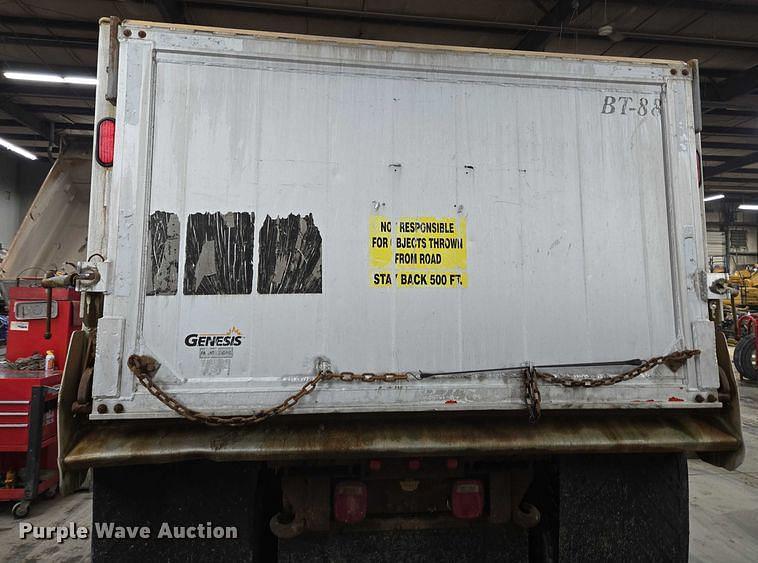 BT-88
NOT RESPONSIBLE
FOR OBJECTS THROWN
FROM ROAD
STAY BACK 500 FT.
GENESIS
Purple Wave Auction